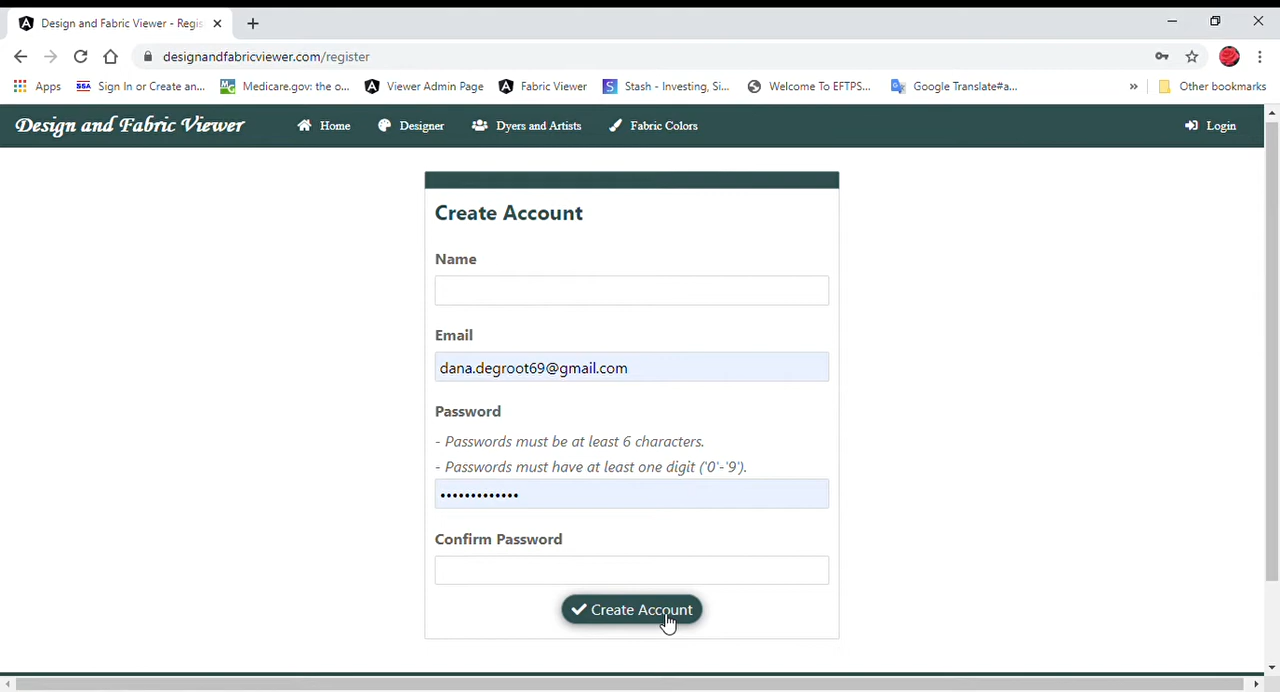 Design and Fabric Viewer - Regis
designandfabricviewer.com/register
Apps Sign In or Create an... Medicare.gov: the o... Viewer Admin Page Fabric Viewer Stash - Investing, Si... Welcome To EFTPS... Google Translate#a... » Other bookmarks
Design and Fabric Viewer Home Designer Dyers and Artists Fabric Colors Login
Create Account
Name
Email
dana.degroot69@gmail.com
Password
- Passwords must be at least 6 characters.
- Passwords must have at least one digit ('0'-'9').
•••••••••••••
Confirm Password
Create Account